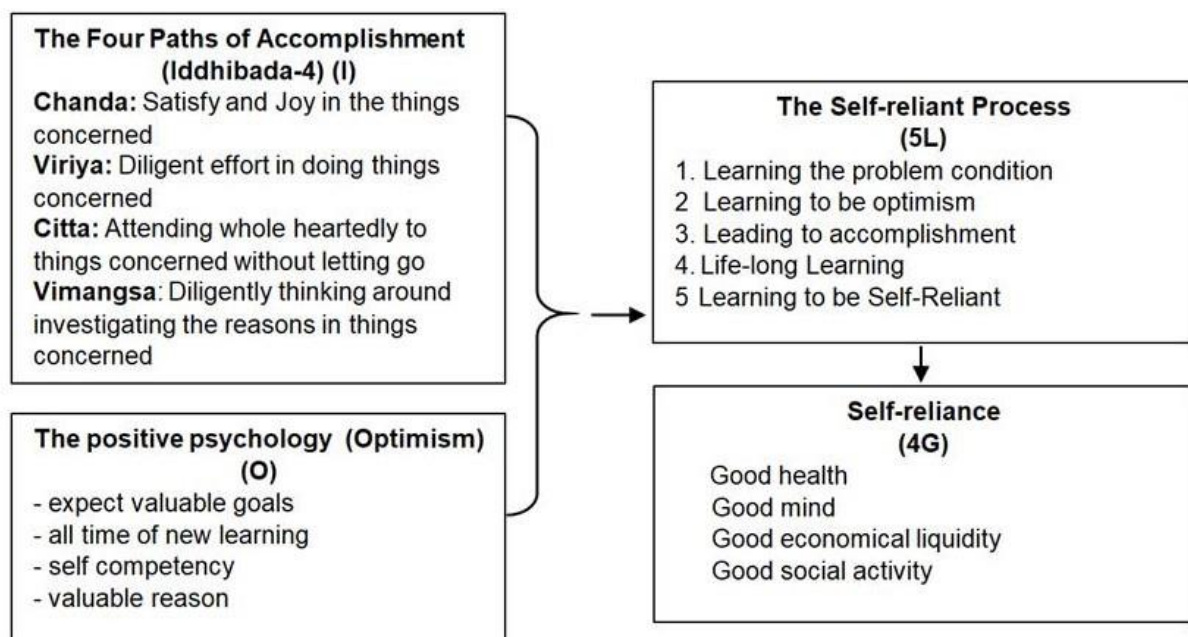 The Four Paths of Accomplishment
(Iddhibada-4) (I)
Chanda: Satisfy and Joy in the things
concerned
Viriya: Diligent effort in doing things
concerned
Citta: Attending whole heartedly to
things concerned without letting go
Vimangsa: Diligently thinking around
investigating the reasons in things
concerned
The positive psychology (Optimism)
(O)
- expect valuable goals
- all time of new learning
- self competency
- valuable reason
The Self-reliant Process
(5L)
1. Learning the problem condition
2 Learning to be optimism
3. Leading to accomplishment
4. Life-long Learning
5 Learning to be Self-Reliant
Self-reliance
(4G)
Good health
Good mind
Good economical liquidity
Good social activity